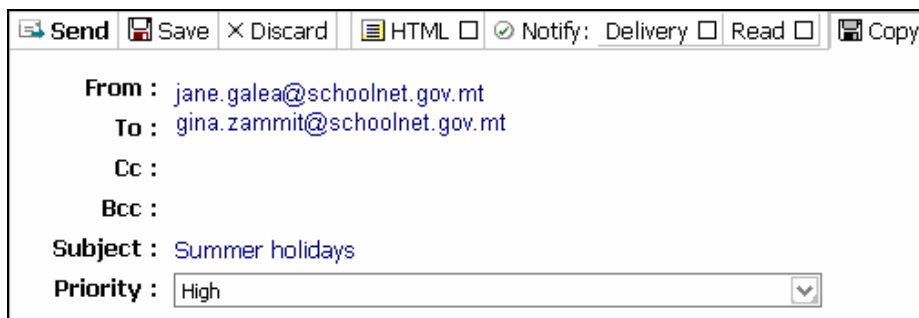 Send Save Discard HTML Notify: Delivery Read Copy
From : jane.galea@schoolnet.gov.mt
To : gina.zammit@schoolnet.gov.mt
Cc :
Bcc :
Subject : Summer holidays
Priority : High